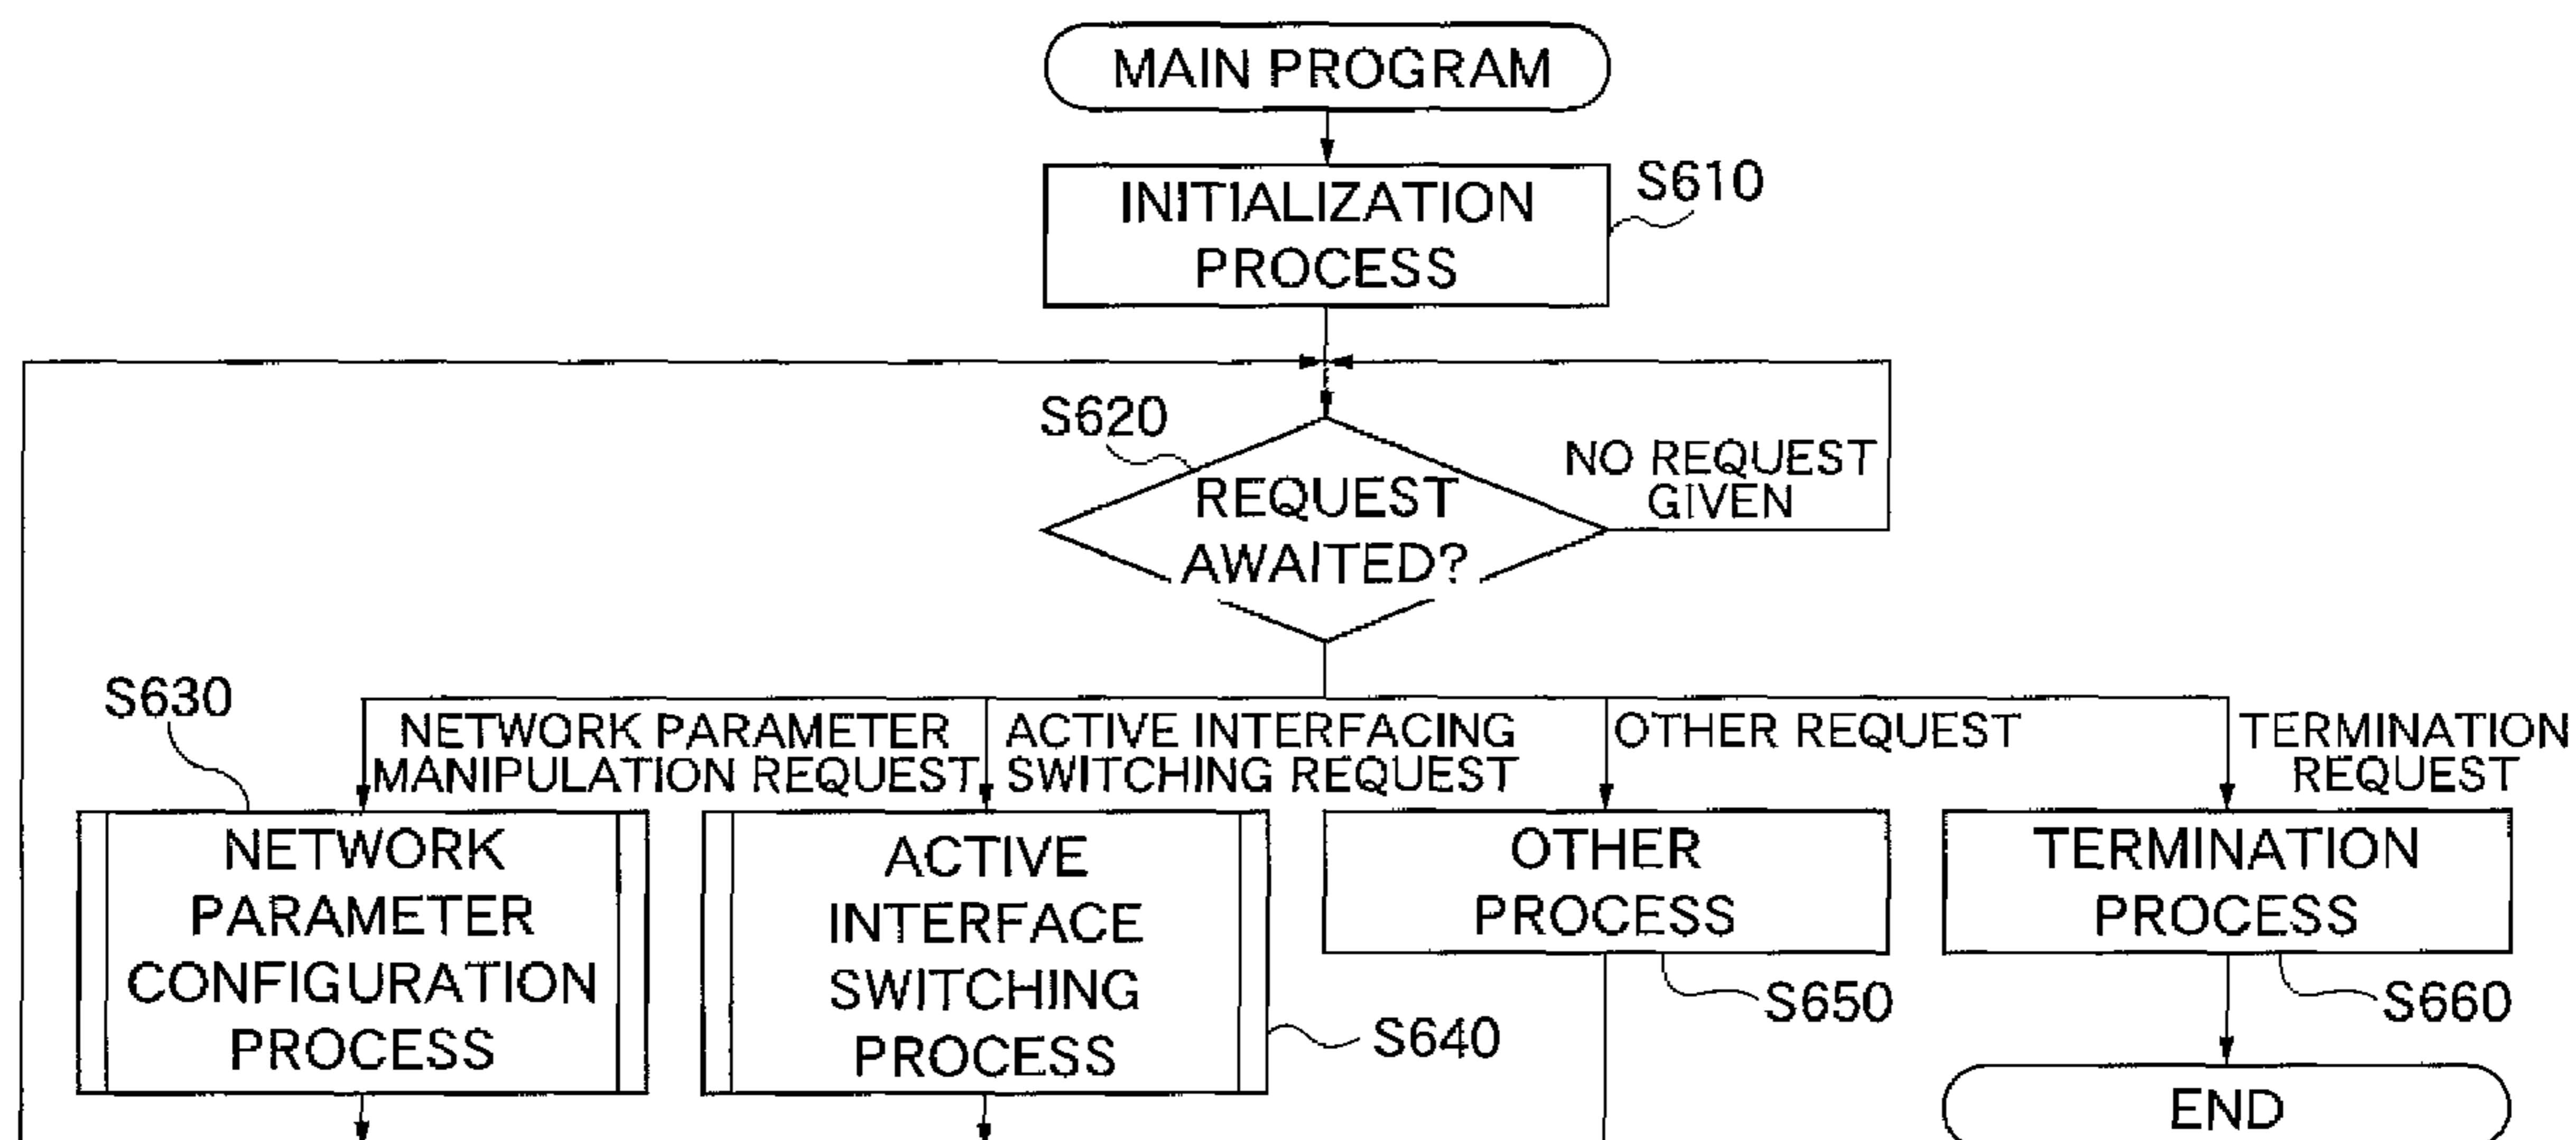 MAIN PROGRAM
INITIALIZATION
PROCESS
S610
S620
REQUEST
AWAITED?
NO REQUEST
GIVEN
S630
NETWORK PARAMETER
MANIPULATION REQUEST
ACTIVE INTERFACING
SWITCHING REQUEST
OTHER REQUEST
TERMINATION
REQUEST
NETWORK
PARAMETER
CONFIGURATION
PROCESS
ACTIVE
INTERFACE
SWITCHING
PROCESS
S640
OTHER
PROCESS
S650
TERMINATION
PROCESS
S660
END